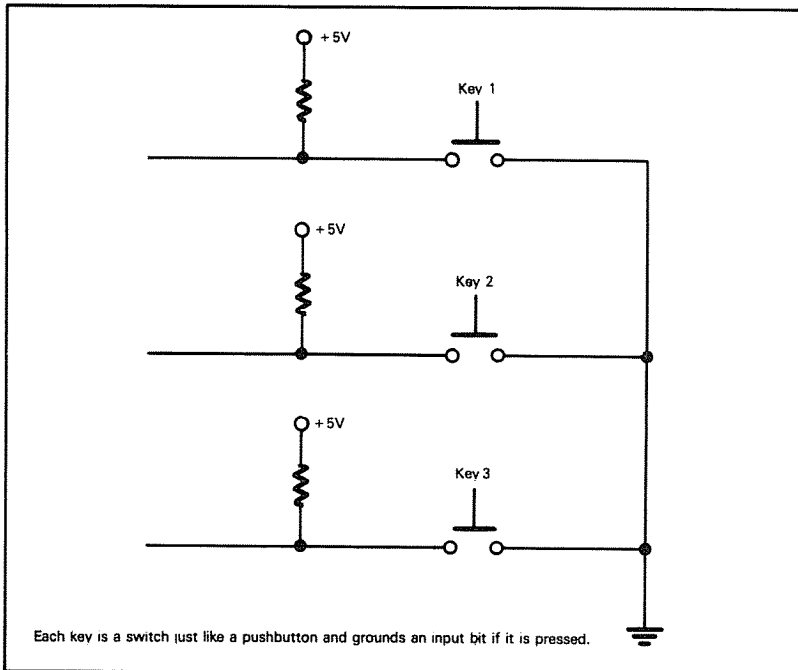 +5V
Key 1
+5V
Key 2
+5V
Key 3
Each key is a switch just like a pushbutton and grounds an input bit if it is pressed.